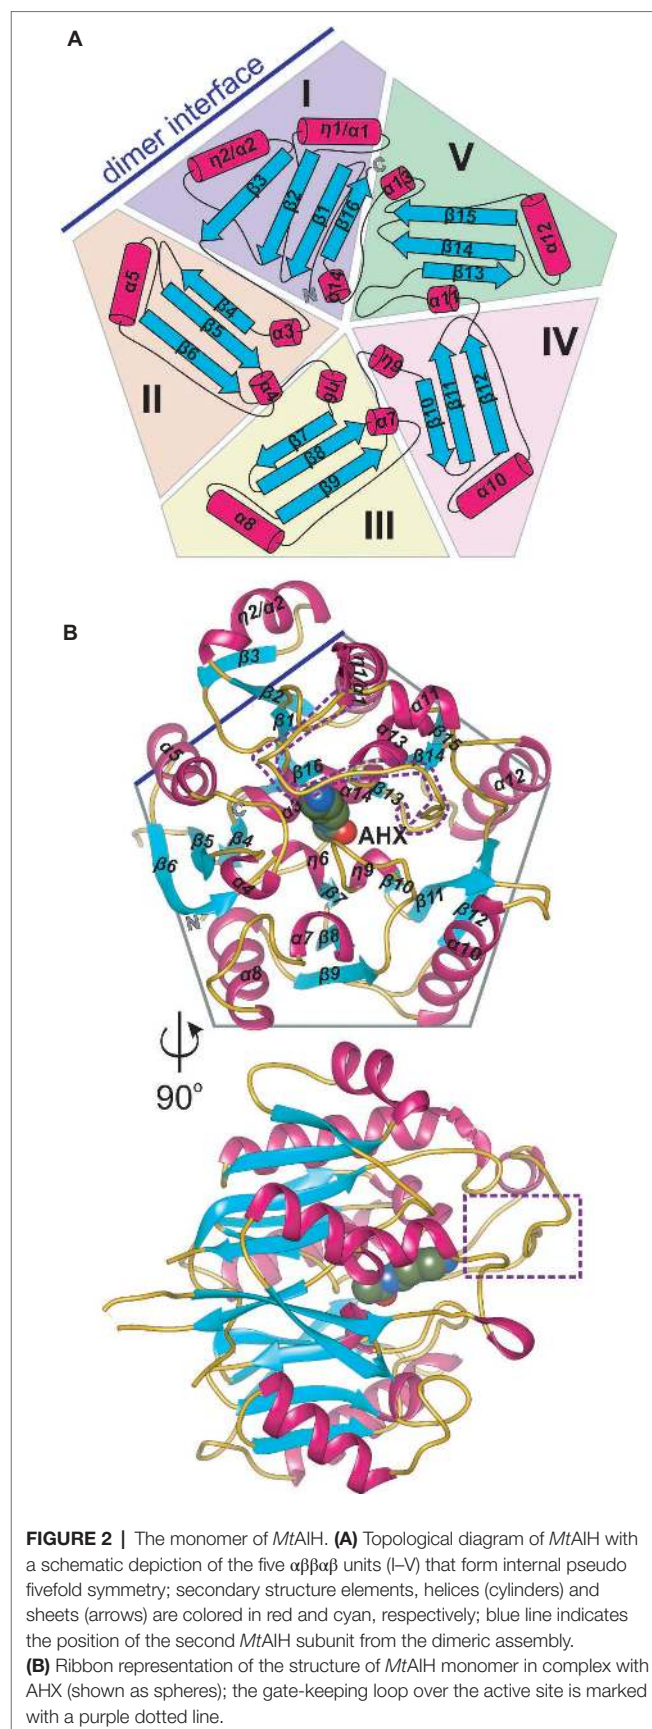 A
dimer interface
I
η1/α1
η2/α2
β3
β2
β1
β16
α14
N
C
V
α13
β15
β14
β13
α12
α11
α5
β4
β5
β6
α3
α4
II
IV
η9
β10
β11
β12
α10
η6
α7
β7
β8
β9
α8
III
B
η2/α2
β3
β2
β1
η1/α1
α11
α13
β15
β14
α12
α5
β16
α3
α14
β13
C
AHX
β5
β4
β6
α4
η6
η9
β10
β11
β7
N
α7
β8
β12
α10
α8
β9
90°
FIGURE 2 | The monomer of MtAIH. (A) Topological diagram of MtAIH with
a schematic depiction of the five αββαβ units (I–V) that form internal pseudo
fivefold symmetry; secondary structure elements, helices (cylinders) and
sheets (arrows) are colored in red and cyan, respectively; blue line indicates
the position of the second MtAIH subunit from the dimeric assembly.
(B) Ribbon representation of the structure of MtAIH monomer in complex with
AHX (shown as spheres); the gate-keeping loop over the active site is marked
with a purple dotted line.